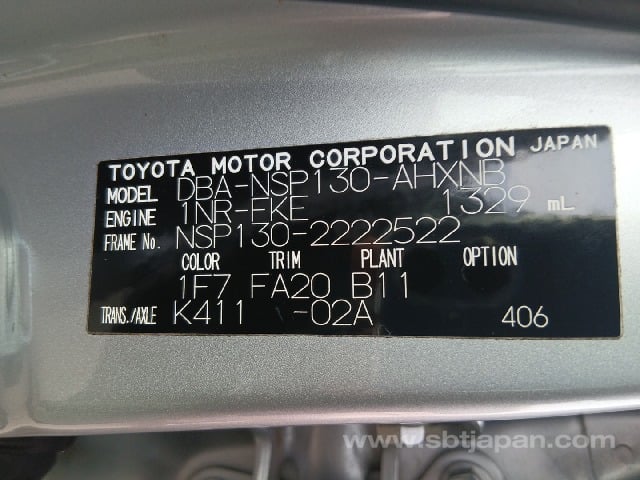 TOYOTA MOTOR CORPORATION JAPAN
MODEL DBA-NSP130-AHXNB
ENGINE 1NR-FKE 1329 mL
FRAME No. NSP130-2222522
COLOR TRIM PLANT OPTION
1F7 FA20 B11
TRANS./AXLE K411 -02A 406
www.sbtjapan.com